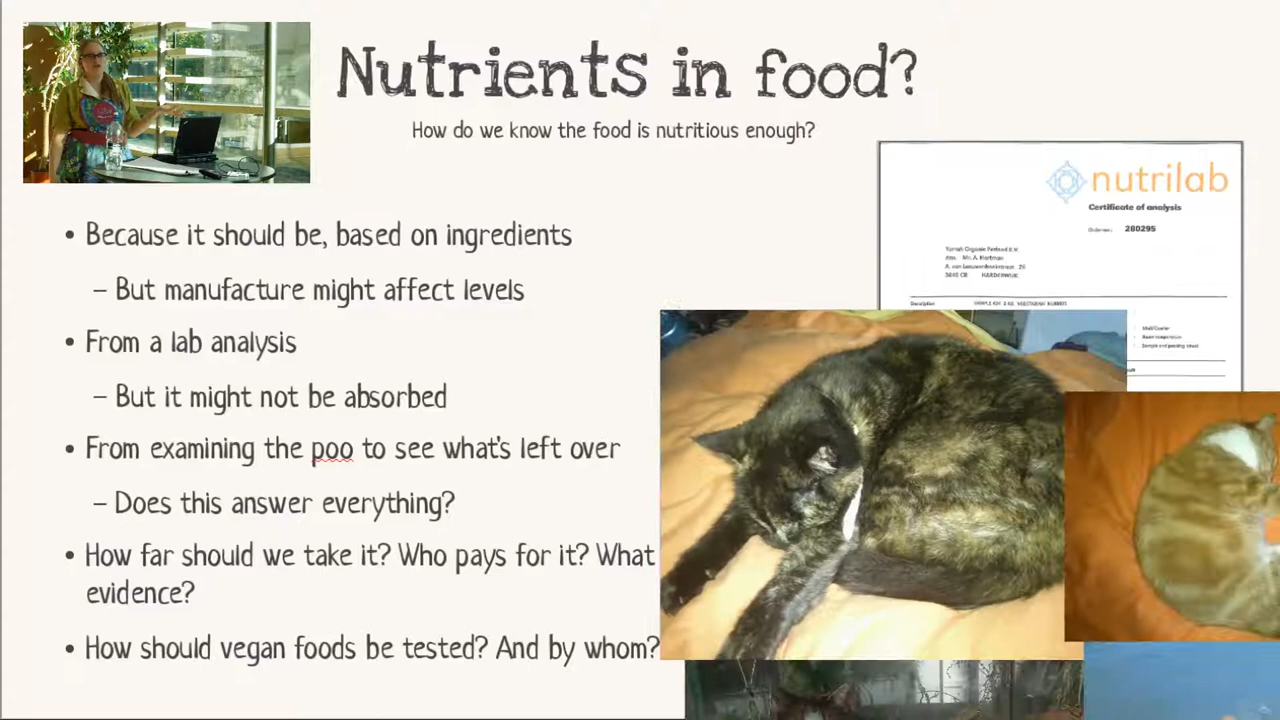 Nutrients in food?
How do we know the food is nutritious enough?
nutrilab
Certificate of analysis
280295
• Because it should be, based on ingredients
– But manufacture might affect levels
• From a lab analysis
– But it might not be absorbed
• From examining the poo to see what's left over
– Does this answer everything?
• How far should we take it? Who pays for it? What
evidence?
• How should vegan foods be tested? And by whom?